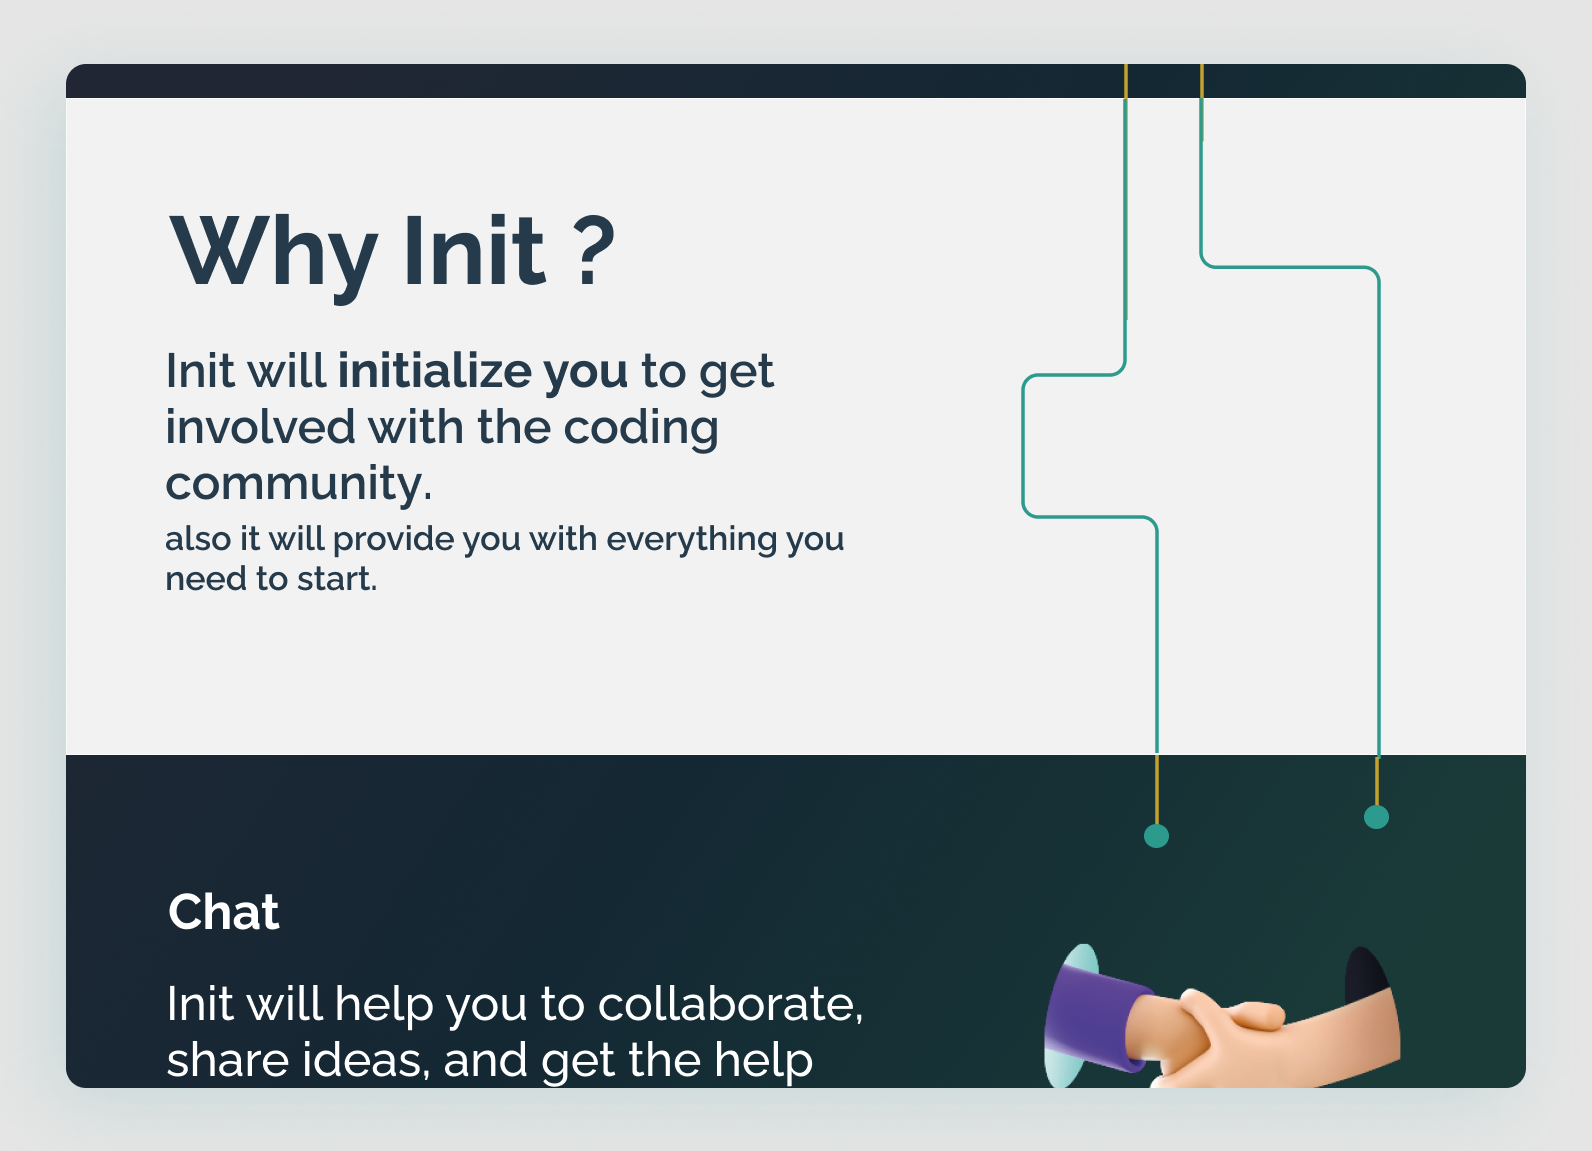 Why Init ?
Init will initialize you to get
involved with the coding
community.
also it will provide you with everything you
need to start.
Chat
Init will help you to collaborate,
share ideas, and get the help